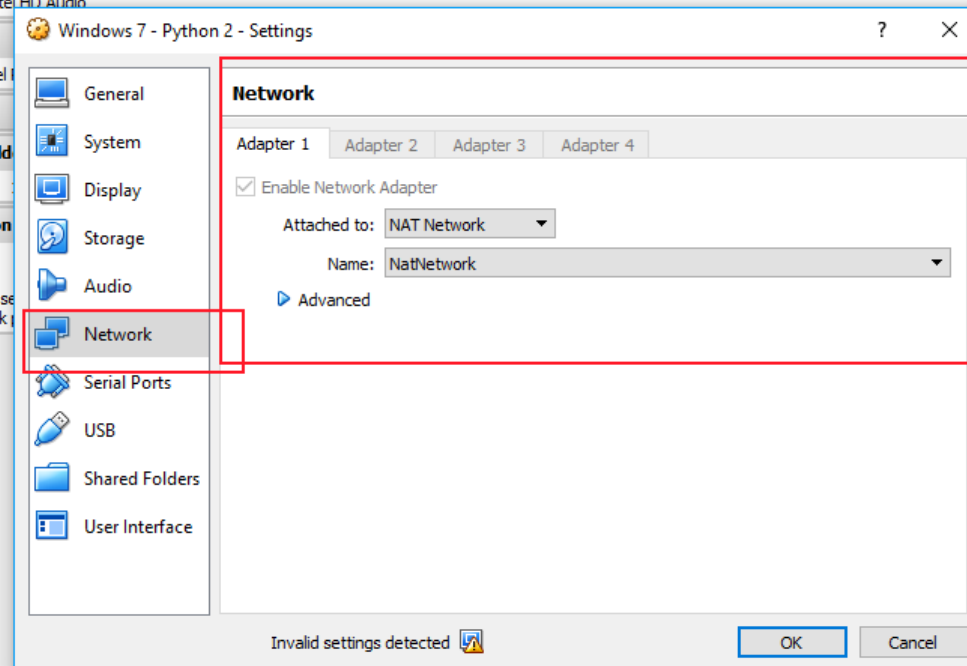 HD Audio
Windows 7 - Python 2 - Settings
?
General
System
Display
Storage
Audio
Network
Serial Ports
USB
Shared Folders
User Interface
Network
Adapter 1
Adapter 2
Adapter 3
Adapter 4
Enable Network Adapter
Attached to: NAT Network
Name: NatNetwork
Advanced
Invalid settings detected
OK
Cancel